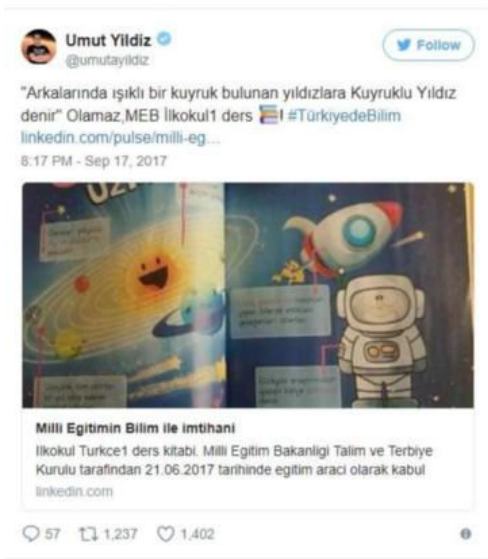 Umut Yildiz
@umutayildiz
Follow
"Arkalarında ışıklı bir kuyruk bulunan yıldızlara Kuyruklu Yıldız
denir" Olamaz,MEB İlkokul1 ders 📚! #TürkiyedeBilim
linkedin.com/pulse/milli-eg...
8:17 PM - Sep 17, 2017
UZA
Milli Egitimin Bilim ile imtihani
Ilkokul Turkce1 ders kitabi. Milli Egitim Bakanligi Talim ve Terbiye
Kurulu tarafindan 21.06.2017 tarihinde egitim araci olarak kabul
linkedin.com
57 1,237 1,402